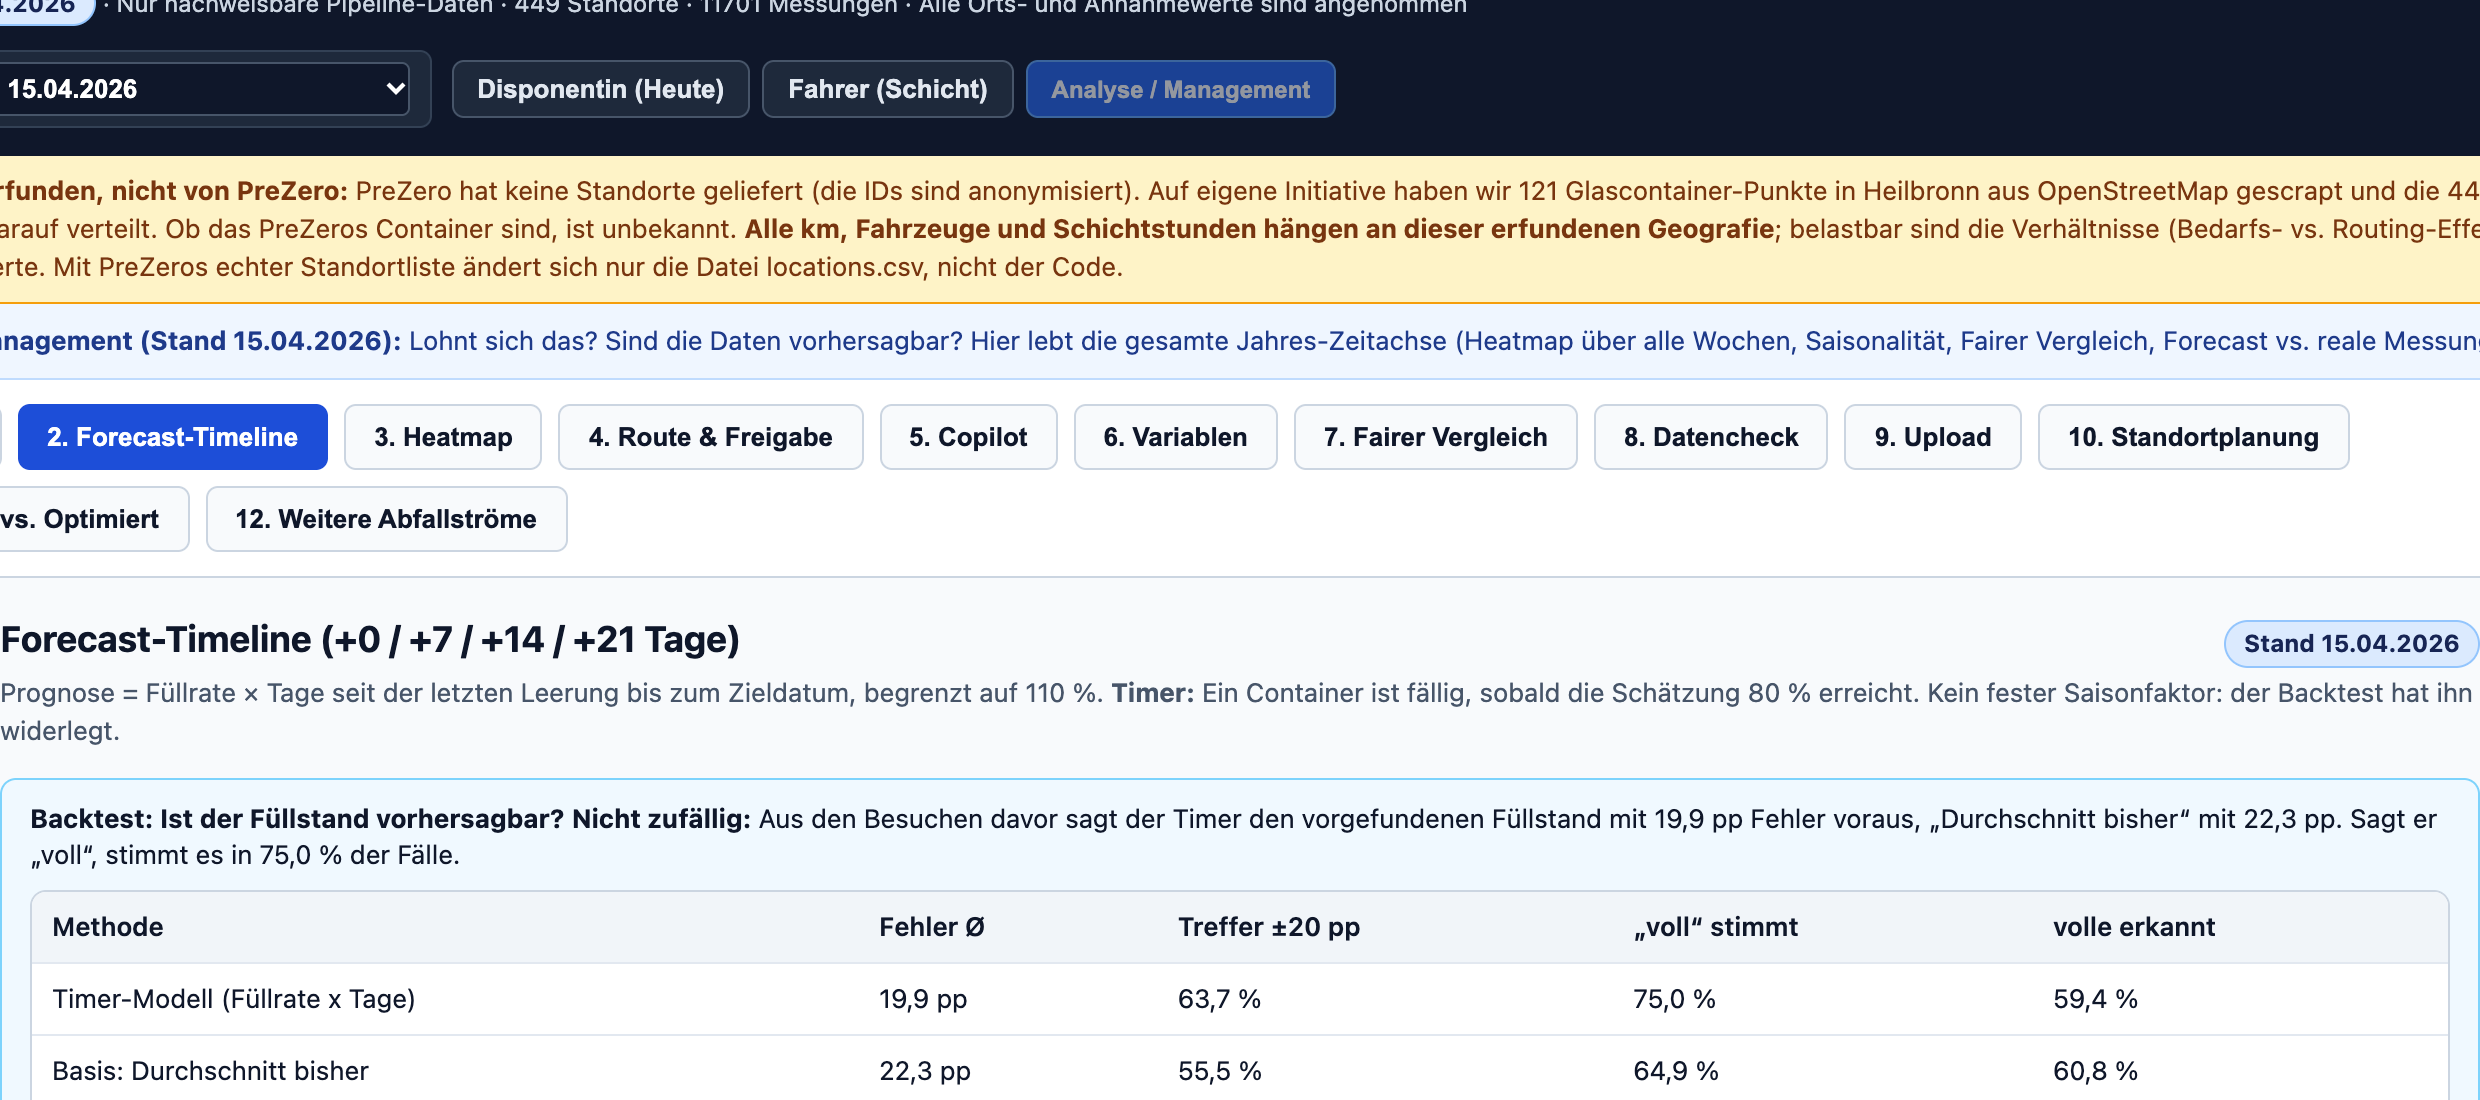 4.2026 · Nur nachweisbare Pipeline-Daten · 449 Standorte · 11701 Messungen · Alle Orts- und Annahmewerte sind angenommen
15.04.2026
Disponentin (Heute)
Fahrer (Schicht)
Analyse / Management
rfunden, nicht von PreZero: PreZero hat keine Standorte geliefert (die IDs sind anonymisiert). Auf eigene Initiative haben wir 121 Glascontainer-Punkte in Heilbronn aus OpenStreetMap gescrapt und die 44
arauf verteilt. Ob das PreZeros Container sind, ist unbekannt. Alle km, Fahrzeuge und Schichtstunden hängen an dieser erfundenen Geografie; belastbar sind die Verhältnisse (Bedarfs- vs. Routing-Effe
erte. Mit PreZeros echter Standortliste ändert sich nur die Datei locations.csv, nicht der Code.
nagement (Stand 15.04.2026): Lohnt sich das? Sind die Daten vorhersagbar? Hier lebt die gesamte Jahres-Zeitachse (Heatmap über alle Wochen, Saisonalität, Fairer Vergleich, Forecast vs. reale Messun
2. Forecast-Timeline
3. Heatmap
4. Route & Freigabe
5. Copilot
6. Variablen
7. Fairer Vergleich
8. Datencheck
9. Upload
10. Standortplanung
vs. Optimiert
12. Weitere Abfallströme
Forecast-Timeline (+0 / +7 / +14 / +21 Tage)
Stand 15.04.2026
Prognose = Füllrate × Tage seit der letzten Leerung bis zum Zieldatum, begrenzt auf 110 %. Timer: Ein Container ist fällig, sobald die Schätzung 80 % erreicht. Kein fester Saisonfaktor: der Backtest hat ihn
widerlegt.
Backtest: Ist der Füllstand vorhersagbar? Nicht zufällig: Aus den Besuchen davor sagt der Timer den vorgefundenen Füllstand mit 19,9 pp Fehler voraus, „Durchschnitt bisher“ mit 22,3 pp. Sagt er
„voll“, stimmt es in 75,0 % der Fälle.
Methode Fehler Ø Treffer ±20 pp „voll“ stimmt volle erkannt
Timer-Modell (Füllrate x Tage) 19,9 pp 63,7 % 75,0 % 59,4 %
Basis: Durchschnitt bisher 22,3 pp 55,5 % 64,9 % 60,8 %